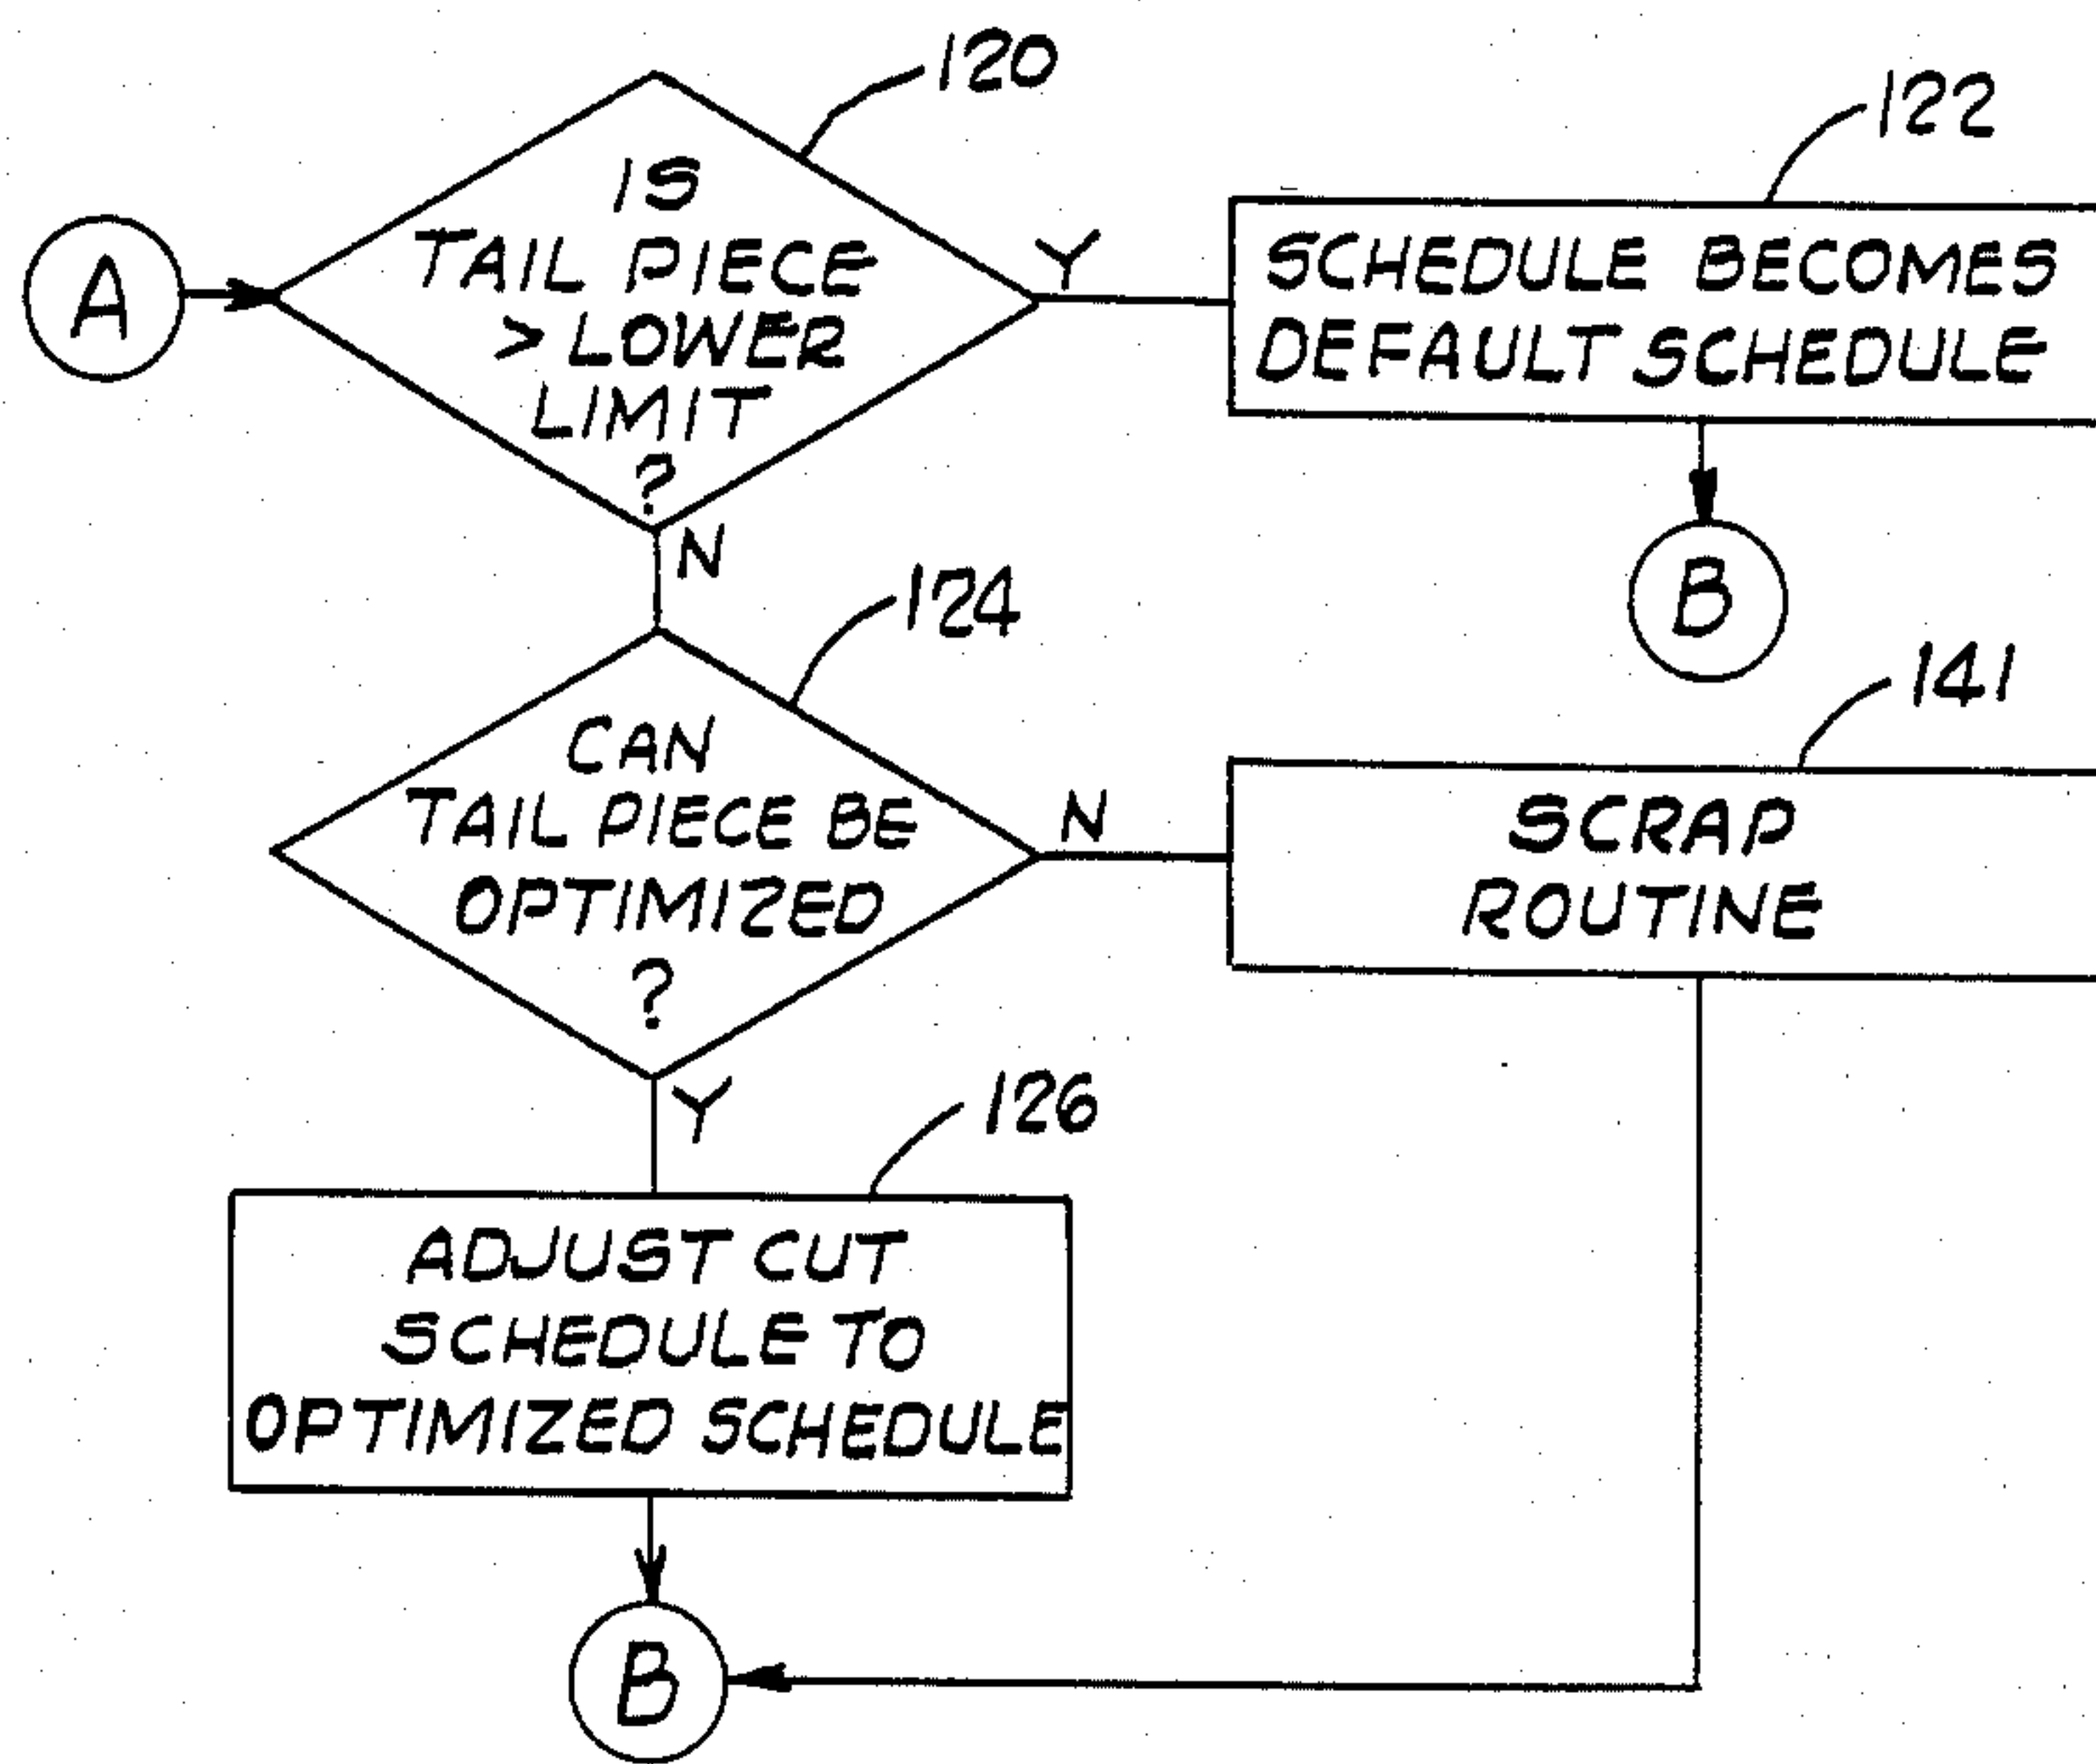 120
IS
TAIL PIECE
> LOWER
LIMIT
?
A
Y
122
SCHEDULE BECOMES
DEFAULT SCHEDULE
B
N
124
CAN
TAIL PIECE BE
OPTIMIZED
?
N
141
SCRAP
ROUTINE
Y
126
ADJUST CUT
SCHEDULE TO
OPTIMIZED SCHEDULE
B